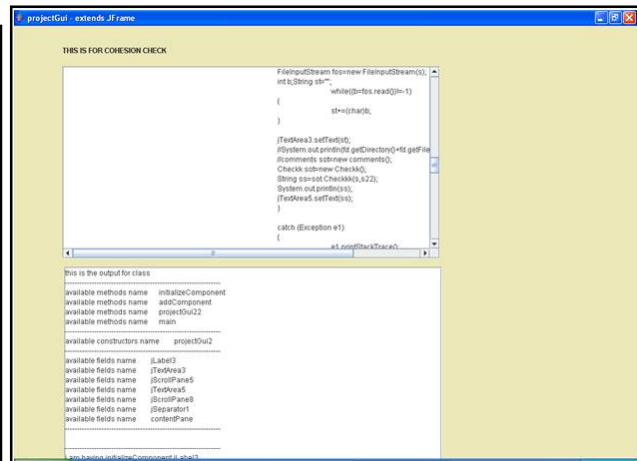 projectGui - extends JFrame
THIS IS FOR COHESION CHECK
FileInputStream fos=new FileInputStream(s);
int b;String st="";
while((b=fos.read())!=-1)
{
st+=(char)b;
}
jTextArea3.setText(st);
//System.out.println(fd.getDirectory()+fd.getFile
//comments sot=new comments();
Checkk sot=new Checkk();
String ss=sot.Checkkk(s,s22);
System.out.println(ss);
jTextArea5.setText(ss);
}
catch (Exception e1)
{
e1.printStackTrace();
this is the output for class
--------------------------------------------------------
available methods name initializeComponent
available methods name addComponent
available methods name projectGui22
available methods name main
--------------------------------------------------------
available constructors name projectGui2
--------------------------------------------------------
available fields name jLabel3
available fields name jTextArea3
available fields name jScrollPane5
available fields name jTextArea5
available fields name jScrollPane8
available fields name jSeparator1
available fields name contentPane
--------------------------------------------------------
--------------------------------------------------------
i am having initializeComponent jLabel3